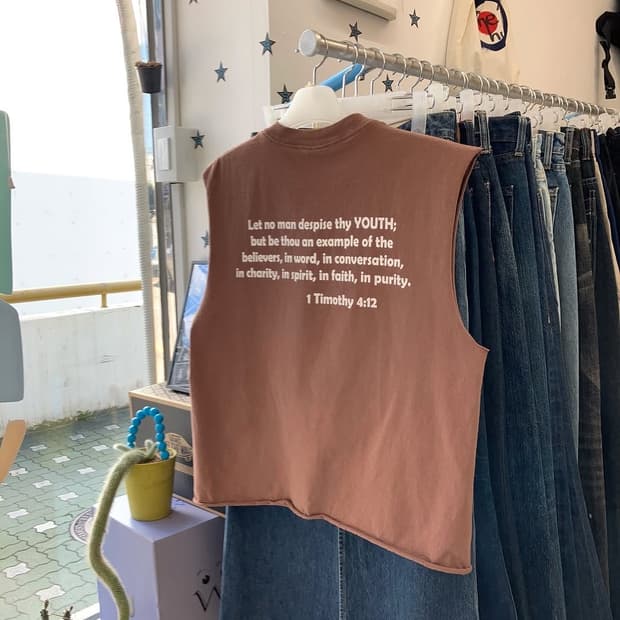 Let no man despise thy YOUTH;
but be thou an example of the
believers, in word, in conversation,
in charity, in spirit, in faith, in purity.
1 Timothy 4:12